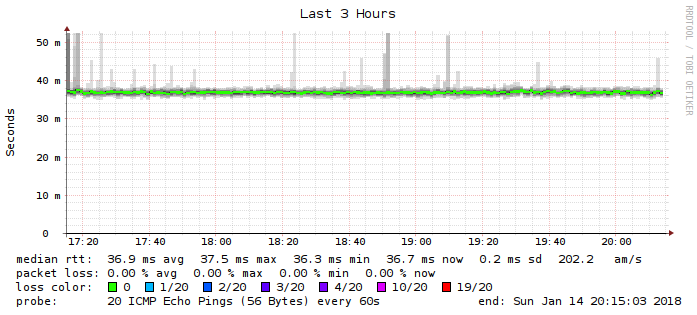 Last 3 Hours
RRDTOOL / TOBI OETIKER
Seconds
50 m
40 m
30 m
20 m
10 m
0
17:20 17:40 18:00 18:20 18:40 19:00 19:20 19:40 20:00
median rtt: 36.9 ms avg 37.5 ms max 36.3 ms min 36.7 ms now 0.2 ms sd 202.2 am/s
packet loss: 0.00 % avg 0.00 % max 0.00 % min 0.00 % now
loss color: 0 1/20 2/20 3/20 4/20 10/20 19/20
probe: 20 ICMP Echo Pings (56 Bytes) every 60s end: Sun Jan 14 20:15:03 2018